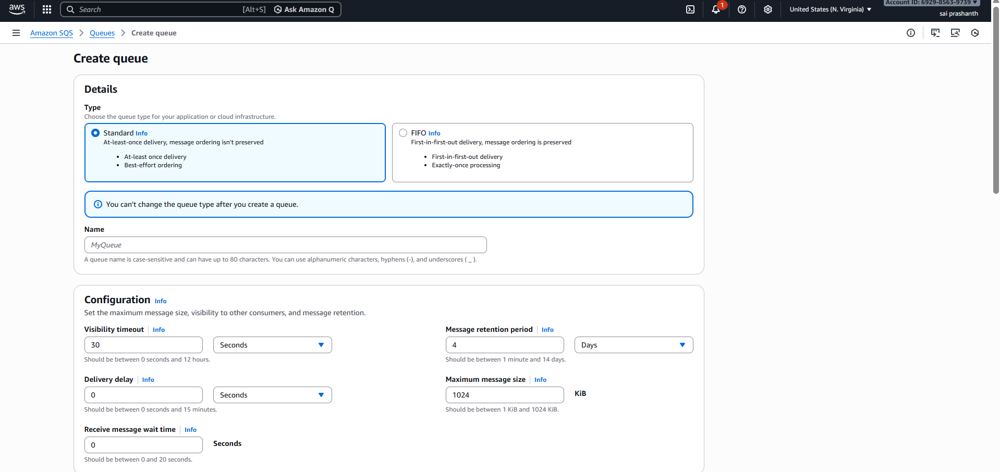 aws
Search [Alt+S] Ask Amazon Q
1
United States (N. Virginia)
Account ID: 6929-8563-9739
sai prashanth
Amazon SQS Queues Create queue
Create queue
Details
Type
Choose the queue type for your application or cloud infrastructure.
Standard Info
At-least-once delivery, message ordering isn't preserved
• At-least once delivery
• Best-effort ordering
FIFO Info
First-in-first-out delivery, message ordering is preserved
• First-in-first-out delivery
• Exactly-once processing
You can't change the queue type after you create a queue.
Name
MyQueue
A queue name is case-sensitive and can have up to 80 characters. You can use alphanumeric characters, hyphens (-), and underscores ( _ ).
Configuration Info
Set the maximum message size, visibility to other consumers, and message retention.
Visibility timeout Info
30 Seconds
Should be between 0 seconds and 12 hours.
Message retention period Info
4 Days
Should be between 1 minute and 14 days.
Delivery delay Info
0 Seconds
Should be between 0 seconds and 15 minutes.
Maximum message size Info
1024 KiB
Should be between 1 KiB and 1024 KiB.
Receive message wait time Info
0 Seconds
Should be between 0 and 20 seconds.